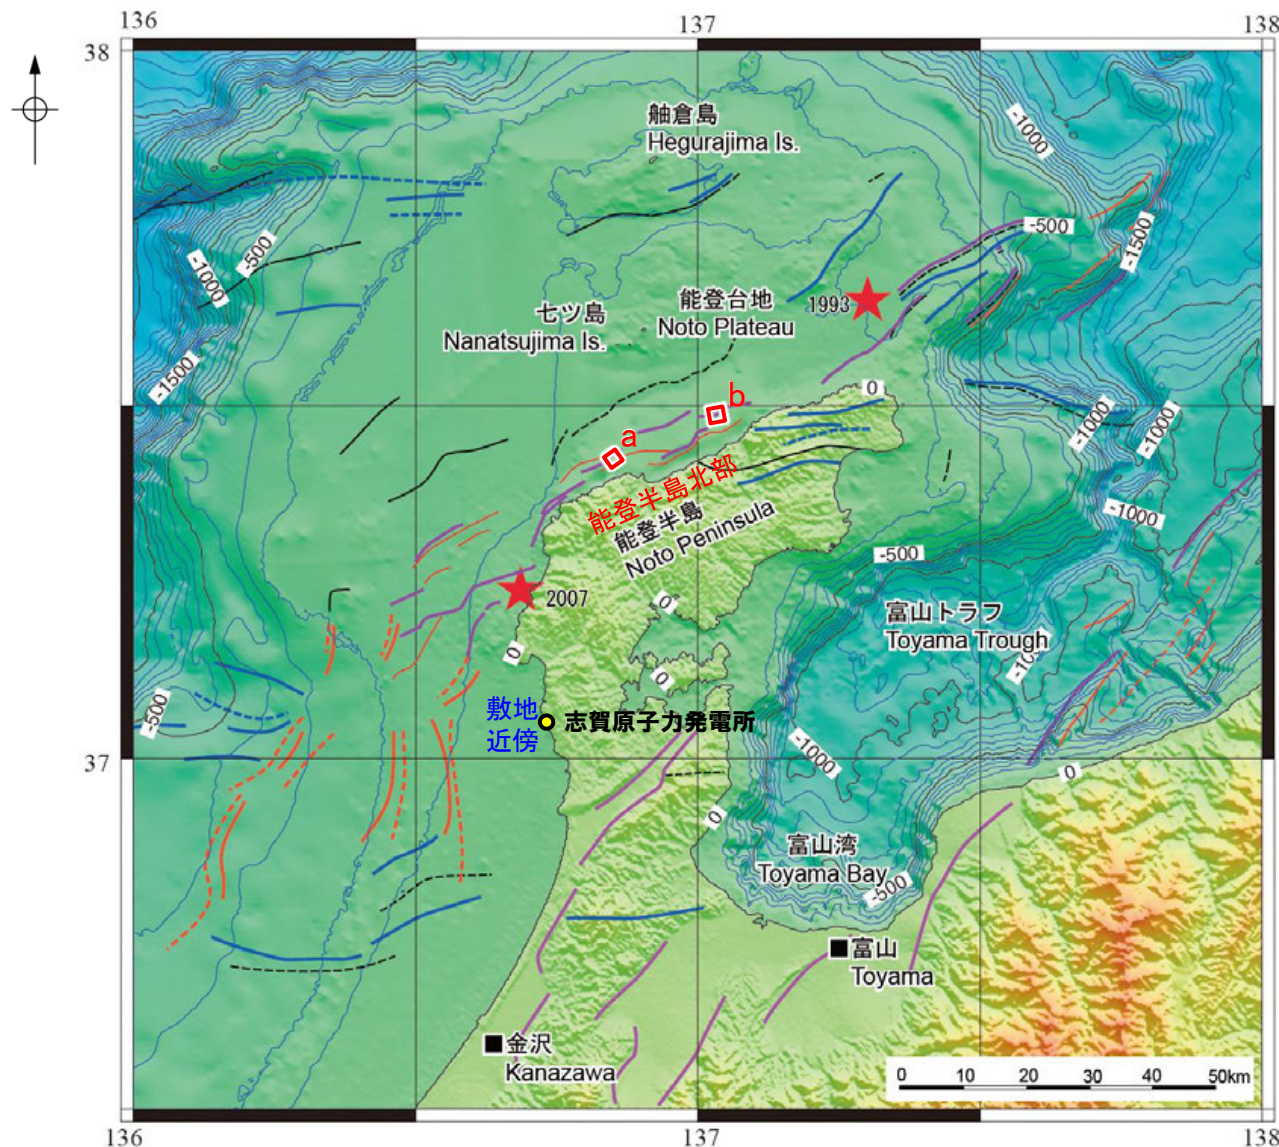 136
137
138
38
舳倉島
Hegurajima Is.
-1000
-500
-1500
-500
-1000
七ツ島
Nanatsujima Is.
能登台地
Noto Plateau
1993
-1500
0
b
a
-1000
-1000
能登半島北部
能登半島
Noto Peninsula
-1000
-500
2007
0
富山トラフ
Toyama Trough
0
0
-500
敷地
近傍
志賀原子力発電所
-1000
37
0
0
富山湾
Toyama Bay
-500
富山
Toyama
金沢
Kanazawa
0 10 20 30 40 50km
136
137
138